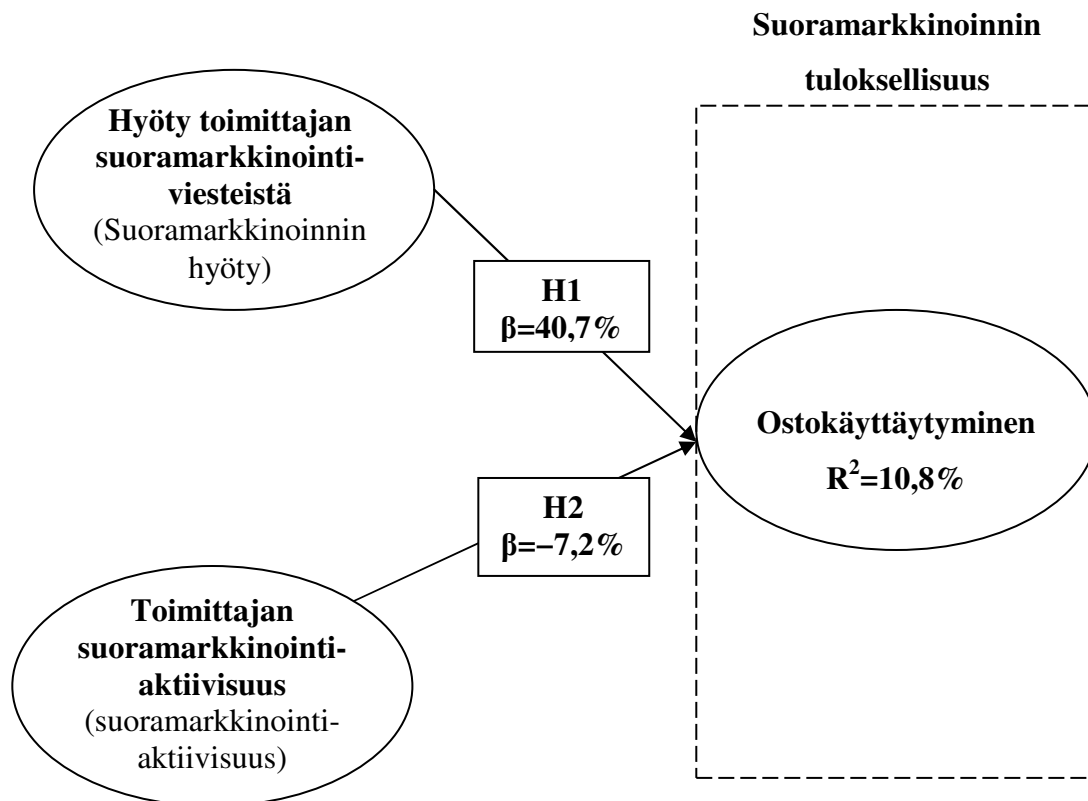 Suoramarkkinoinnin
tuloksellisuus
Hyöty toimittajan
suoramarkkinointi-
viesteistä
(Suoramarkkinoinnin
hyöty)
H1
β=40,7%
Ostokäyttäytyminen
R²=10,8%
H2
β=−7,2%
Toimittajan
suoramarkkinointi-
aktiivisuus
(suoramarkkinointi-
aktiivisuus)